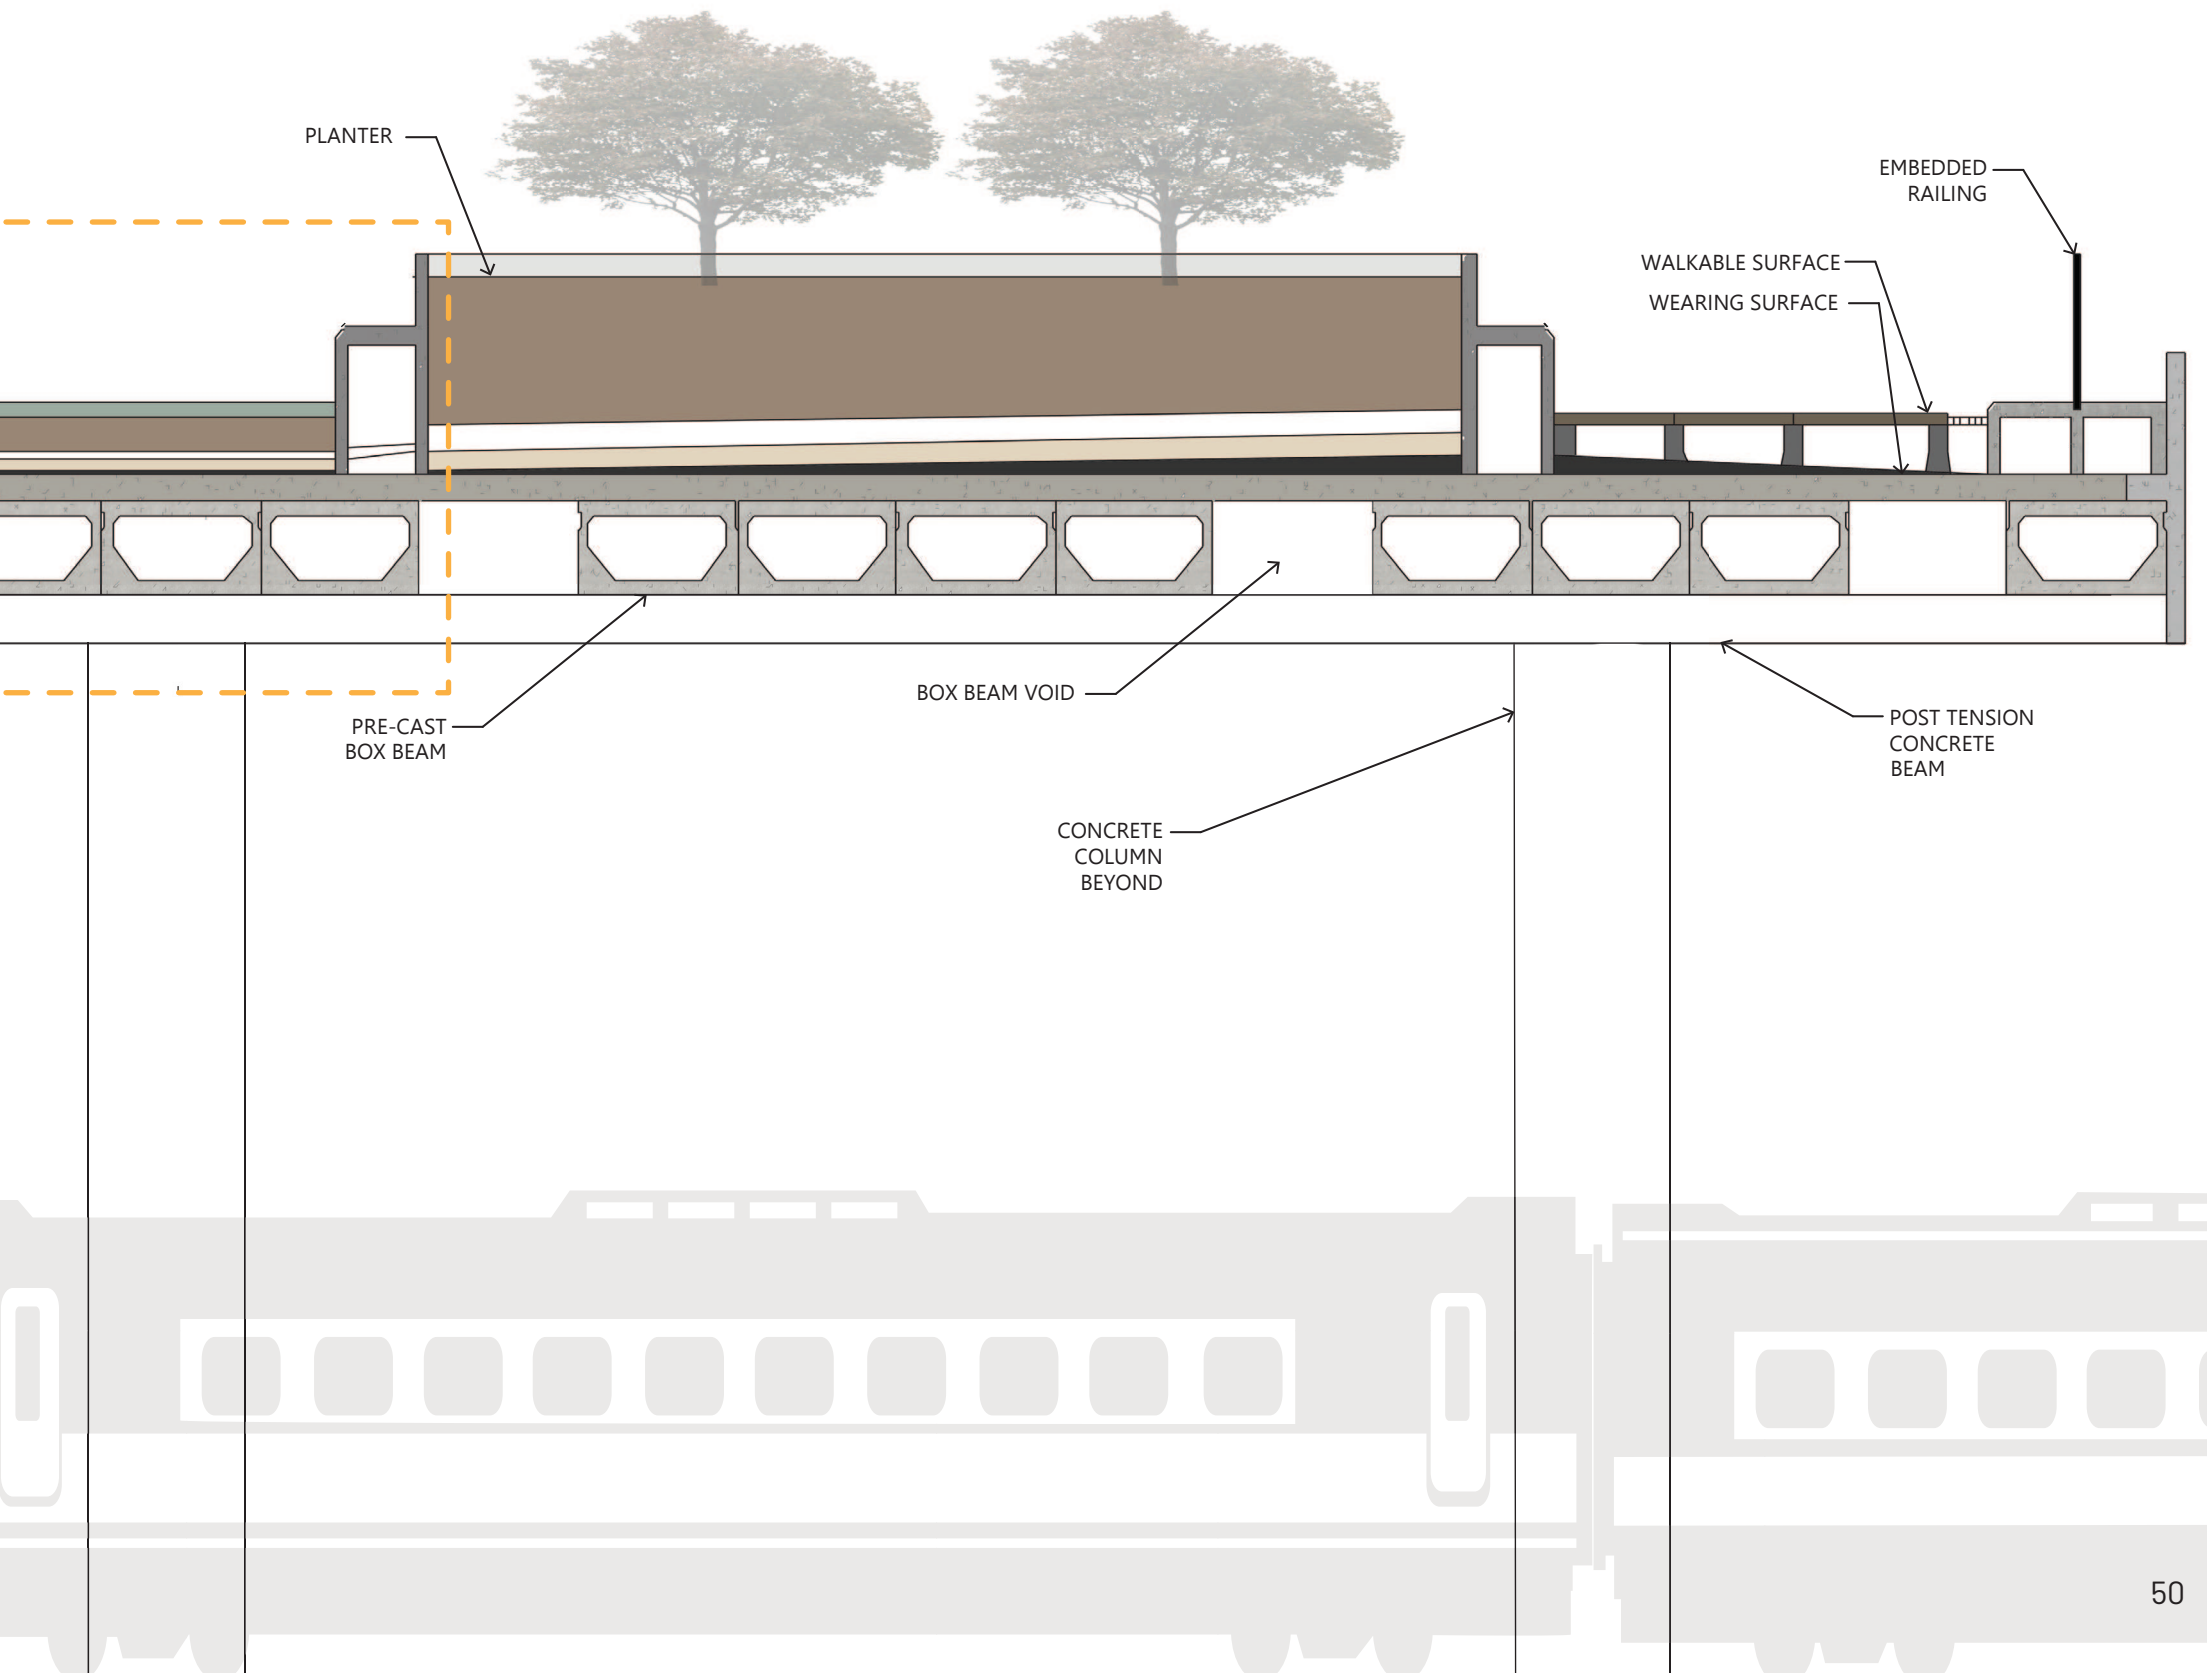 PLANTER
EMBEDDED
RAILING
WALKABLE SURFACE
WEARING SURFACE
BOX BEAM VOID
PRE-CAST
BOX BEAM
POST TENSION
CONCRETE
BEAM
CONCRETE
COLUMN
BEYOND
50